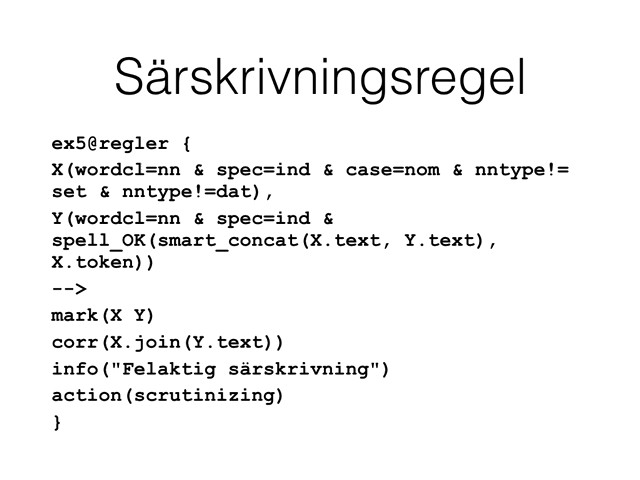 Särskrivningsregel
ex5@regler {
X(wordcl=nn & spec=ind & case=nom & nntype!=
set & nntype!=dat),
Y(wordcl=nn & spec=ind &
spell_OK(smart_concat(X.text, Y.text),
X.token))
-->
mark(X Y)
corr(X.join(Y.text))
info("Felaktig särskrivning")
action(scrutinizing)
}